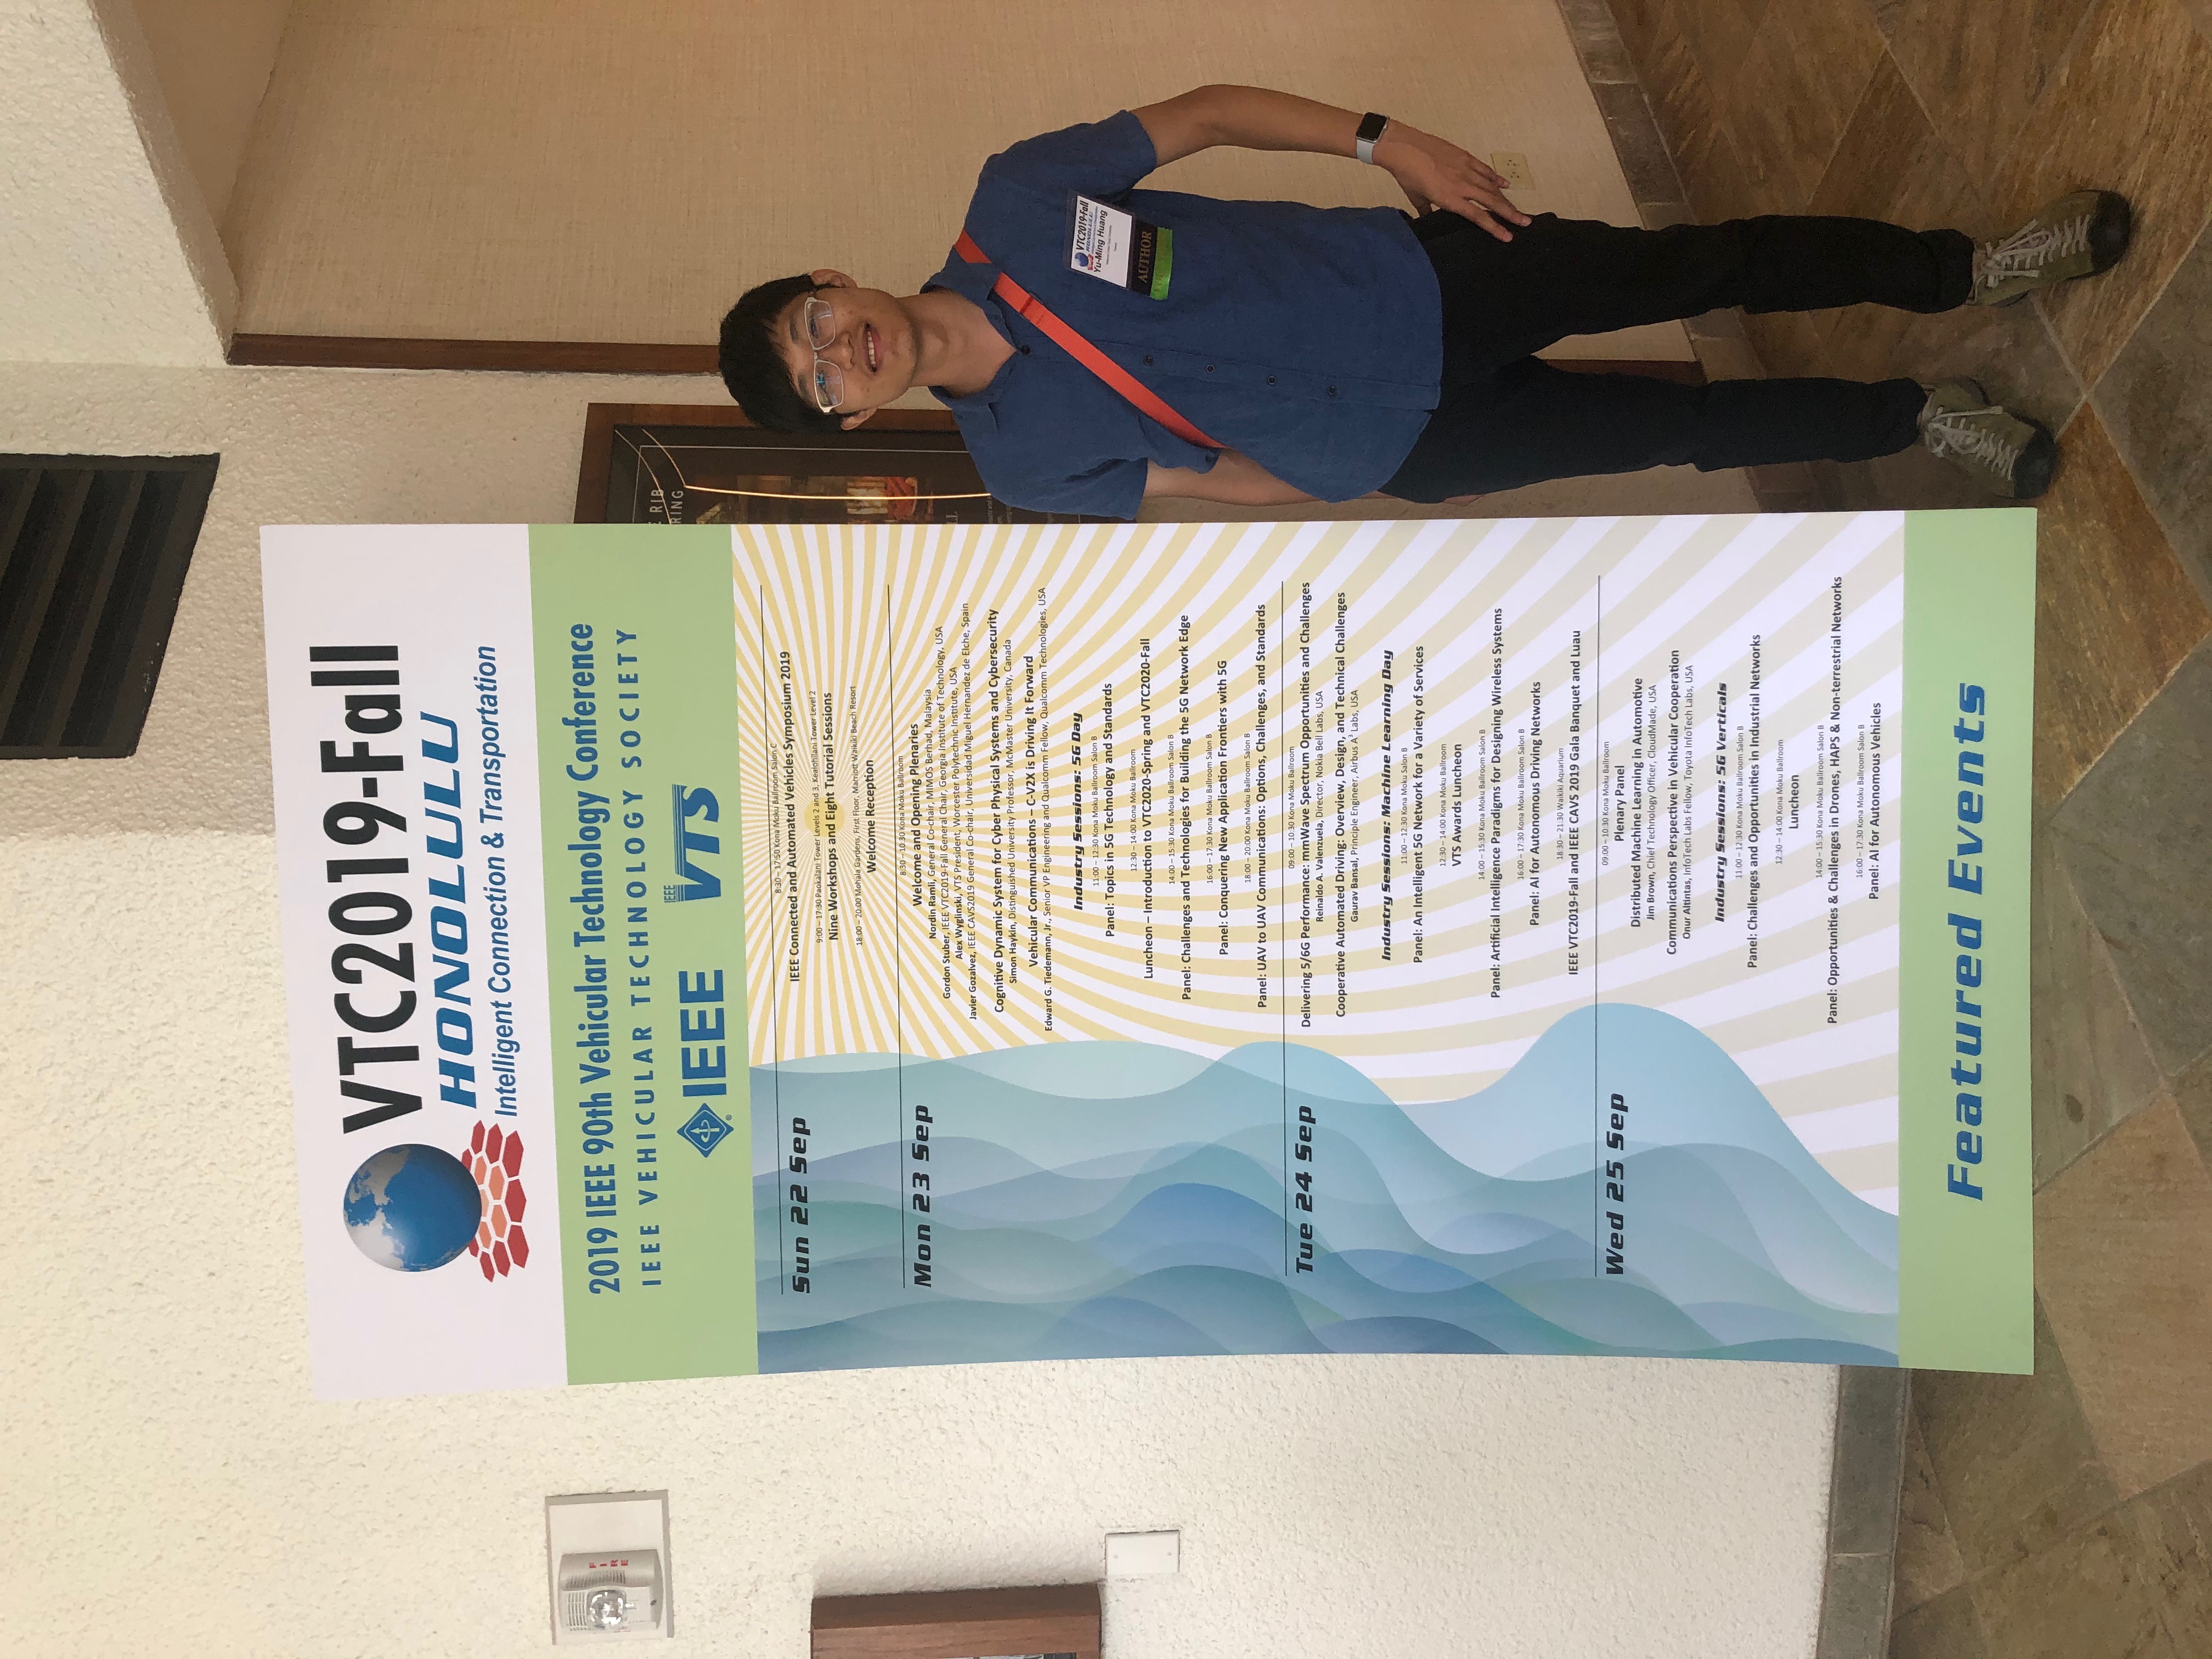 VTC2019-Fall
HONOLULU
Intelligent Connection & Transportation
2019 IEEE 90th Vehicular Technology Conference
IEEE VEHICULAR TECHNOLOGY SOCIETY
IEEE
IEEE
VTS
Sun 22 Sep
8:30 – 17:50 Kona Moku Ballroom Salon C
IEEE Connected and Automated Vehicles Symposium 2019
9:00 – 17:30 Paokalani Tower Levels 2 and 3, Kealohilani Tower Level 2
Nine Workshops and Eight Tutorial Sessions
18:00 – 20:00 Mohala Gardens, First Floor, Marriott Waikiki Beach Resort
Welcome Reception
Mon 23 Sep
8:30 – 10:30 Kona Moku Ballroom
Welcome and Opening Plenaries
Nordin Ramli, General Co-chair, MIMOS Berhad, Malaysia
Gordon Stuber, IEEE VTC2019-Fall General Chair, Georgia Institute of Technology, USA
Alex Wyglinski, VTS President, Worcester Polytechnic Institute, USA
Javier Gozalvez, IEEE CAVS2019 General Co-chair, Universidad Miguel Hernandez de Elche, Spain
Cognitive Dynamic System for Cyber Physical Systems and Cybersecurity
Simon Haykin, Distinguished University Professor, McMaster University, Canada
Vehicular Communications – C-V2X is Driving It Forward
Edward G. Tiedemann, Jr., Senior VP Engineering and Qualcomm Fellow, Qualcomm Technologies, USA
Industry Sessions: 5G Day
11:00 – 12:30 Kona Moku Ballroom Salon B
Panel: Topics in 5G Technology and Standards
12:30 – 14:00 Kona Moku Ballroom
Luncheon – Introduction to VTC2020-Spring and VTC2020-Fall
14:00 – 15:30 Kona Moku Ballroom Salon B
Panel: Challenges and Technologies for Building the 5G Network Edge
16:00 – 17:30 Kona Moku Ballroom Salon B
Panel: Conquering New Application Frontiers with 5G
18:00 – 20:00 Kona Moku Ballroom Salon B
Panel: UAV to UAV Communications: Options, Challenges, and Standards
Tue 24 Sep
09:00 – 10:30 Kona Moku Ballroom
Delivering 5/6G Performance: mmWave Spectrum Opportunities and Challenges
Reinaldo A. Valenzuela, Director, Nokia Bell Labs, USA
Cooperative Automated Driving: Overview, Design, and Technical Challenges
Gaurav Bansal, Principle Engineer, Airbus A³ Labs, USA
Industry Sessions: Machine Learning Day
11:00 – 12:30 Kona Moku Salon B
Panel: An Intelligent 5G Network for a Variety of Services
12:30 – 14:00 Kona Moku Ballroom
VTS Awards Luncheon
14:00 – 15:30 Kona Moku Ballroom Salon B
Panel: Artificial Intelligence Paradigms for Designing Wireless Systems
16:00 – 17:30 Kona Moku Ballroom Salon B
Panel: AI for Autonomous Driving Networks
18:30 – 21:30 Waikiki Aquarium
IEEE VTC2019-Fall and IEEE CAVS 2019 Gala Banquet and Luau
Wed 25 Sep
09:00 – 10:30 Kona Moku Ballroom
Plenary Panel
Distributed Machine Learning in Automotive
Jim Brown, Chief Technology Officer, CloudMade, USA
Communications Perspective in Vehicular Cooperation
Onur Altintas, InfoTech Labs Fellow, Toyota InfoTech Labs, USA
Industry Sessions: 5G Verticals
11:00 – 12:30 Kona Moku Ballroom Salon B
Panel: Challenges and Opportunities in Industrial Networks
12:30 – 14:00 Kona Moku Ballroom
Luncheon
14:00 – 15:30 Kona Moku Ballroom Salon B
Panel: Opportunities & Challenges in Drones, HAPS & Non-terrestrial Networks
16:00 – 17:30 Kona Moku Ballroom Salon B
Panel: AI for Autonomous Vehicles
Featured Events
FIRE
RIB
VTC2019-Fall
HONOLULU
Yu-Ming Huang
AUTHOR